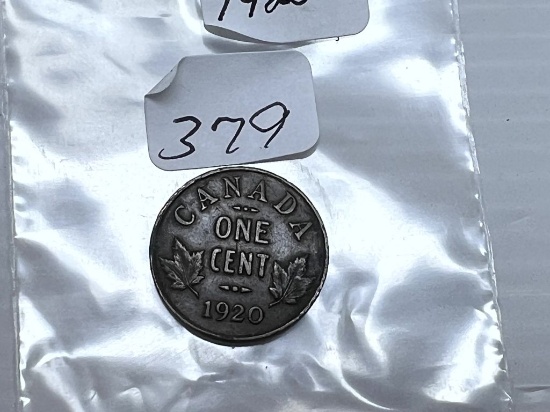 379
CANADA
ONE
CENT
1920